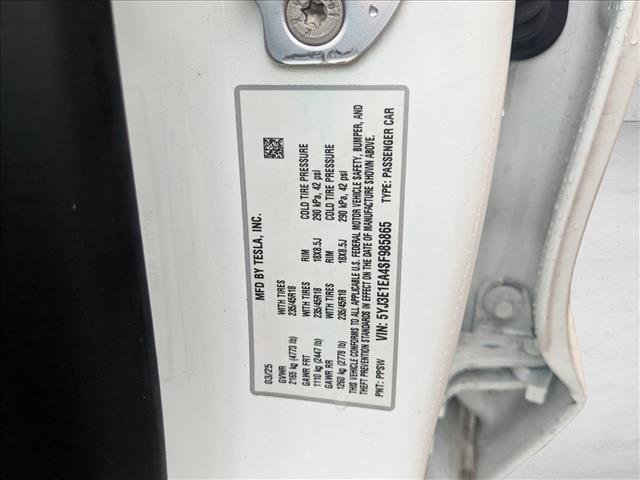 MFD BY TESLA, INC.
03/25
GVWR WITH TIRES RIM COLD TIRE PRESSURE
2165 kg (4773 lb) 235/45R18
GAWR FRT WITH TIRES RIM COLD TIRE PRESSURE
1110 kg (2447 lb) 235/45R18 18X8.5J 290 kPa, 42 psi
GAWR RR WITH TIRES RIM COLD TIRE PRESSURE
1260 kg (2778 lb) 235/45R18 18X8.5J 290 kPa, 42 psi
THIS VEHICLE CONFORMS TO ALL APPLICABLE U.S. FEDERAL MOTOR VEHICLE SAFETY, BUMPER, AND
THEFT PREVENTION STANDARDS IN EFFECT ON THE DATE OF MANUFACTURE SHOWN ABOVE.
PNT: PPSW VIN: 5YJ3E1EA4SF985865 TYPE: PASSENGER CAR